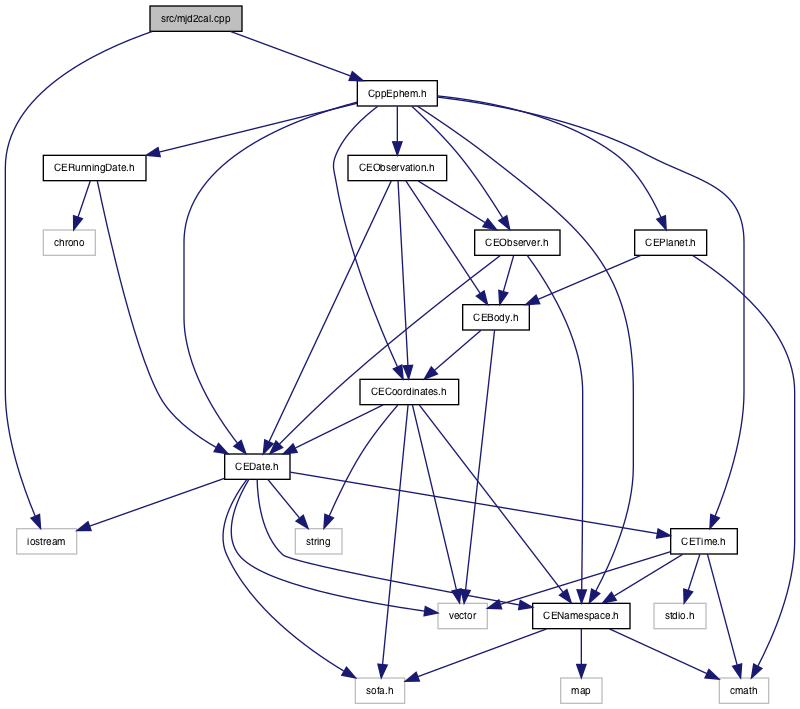 src/mjd2cal.cpp
CppEphem.h
CERunningDate.h
CEObservation.h
chrono
CEObserver.h
CEPlanet.h
CEBody.h
CECoordinates.h
CEDate.h
iostream
string
CETime.h
vector
CENamespace.h
stdio.h
sofa.h
map
cmath